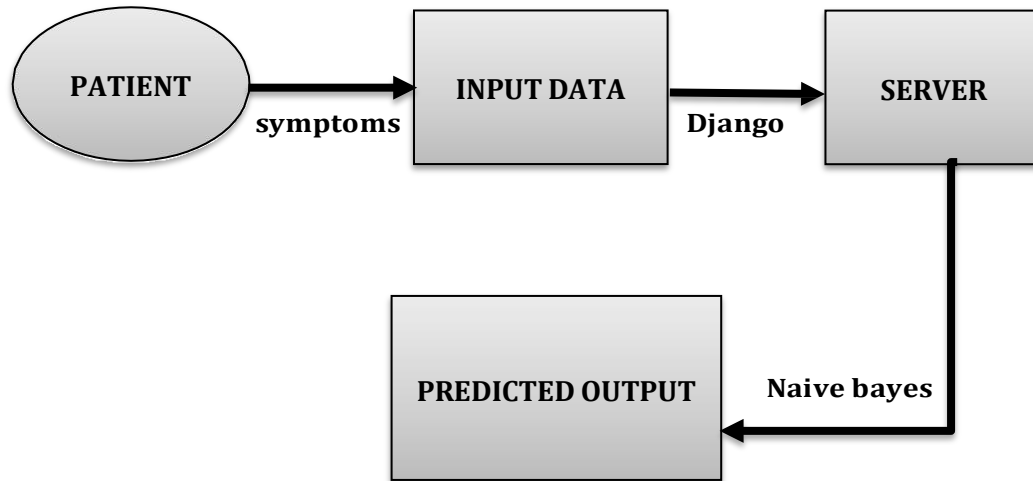 PATIENT
symptoms
INPUT DATA
Django
SERVER
Naive bayes
PREDICTED OUTPUT